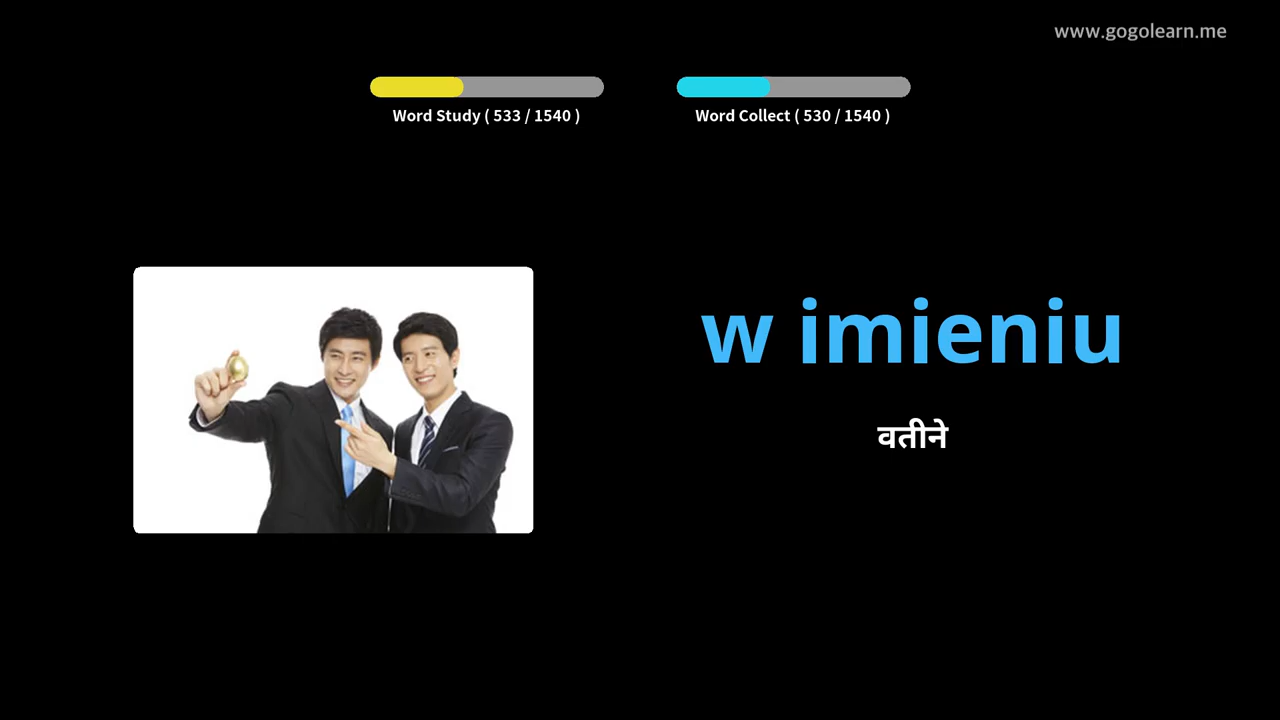 www.gogolearn.me
Word Study ( 533 / 1540 )
Word Collect ( 530 / 1540 )
w imieniu
वतीने